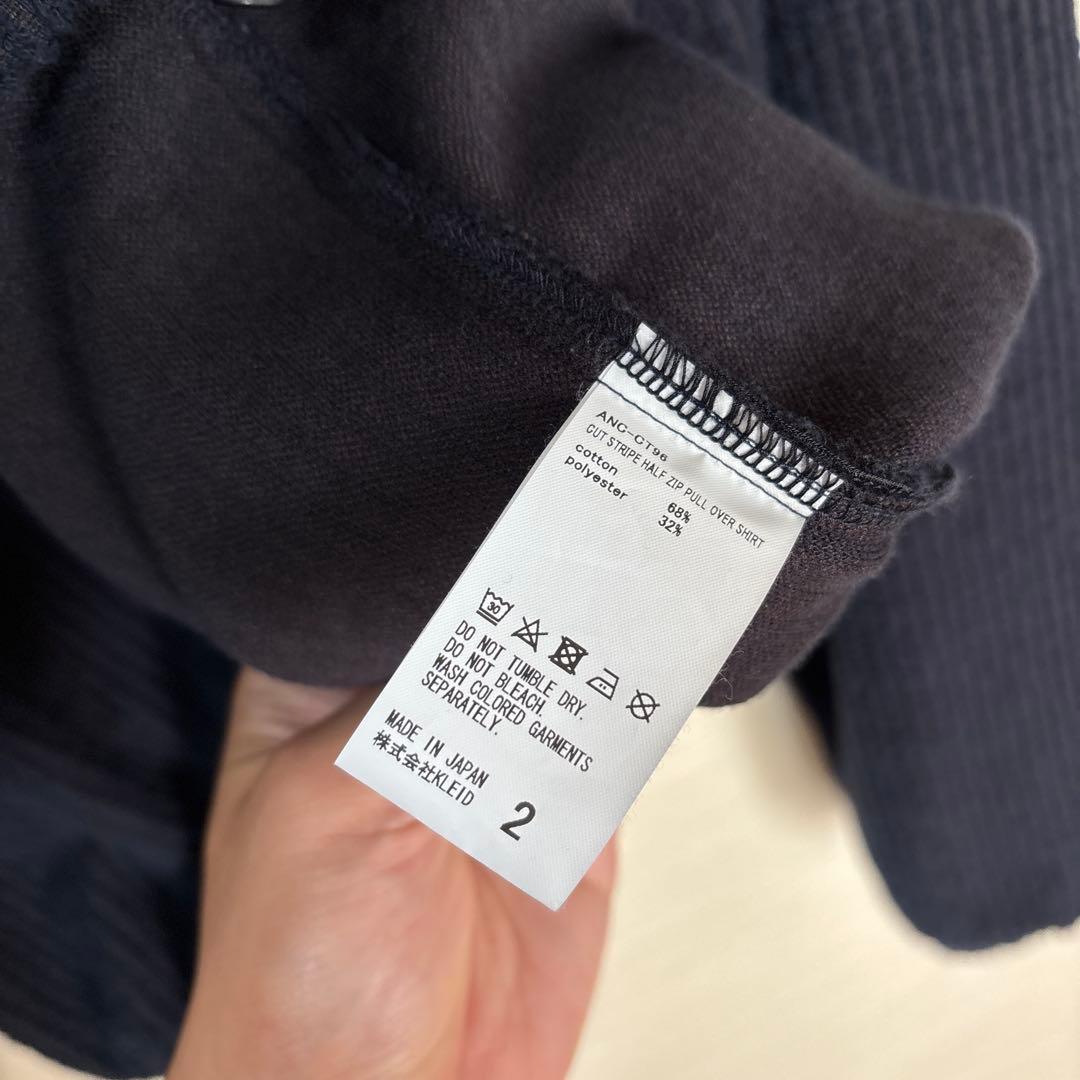 ANC-CT96
CUT STRIPE HALF ZIP PULL OVER SHIRT
cotton 68%
polyester 32%
30
DO NOT TUMBLE DRY.
DO NOT BLEACH.
WASH COLORED GARMENTS
SEPARATELY.
MADE IN JAPAN
株式会社KLEID
2